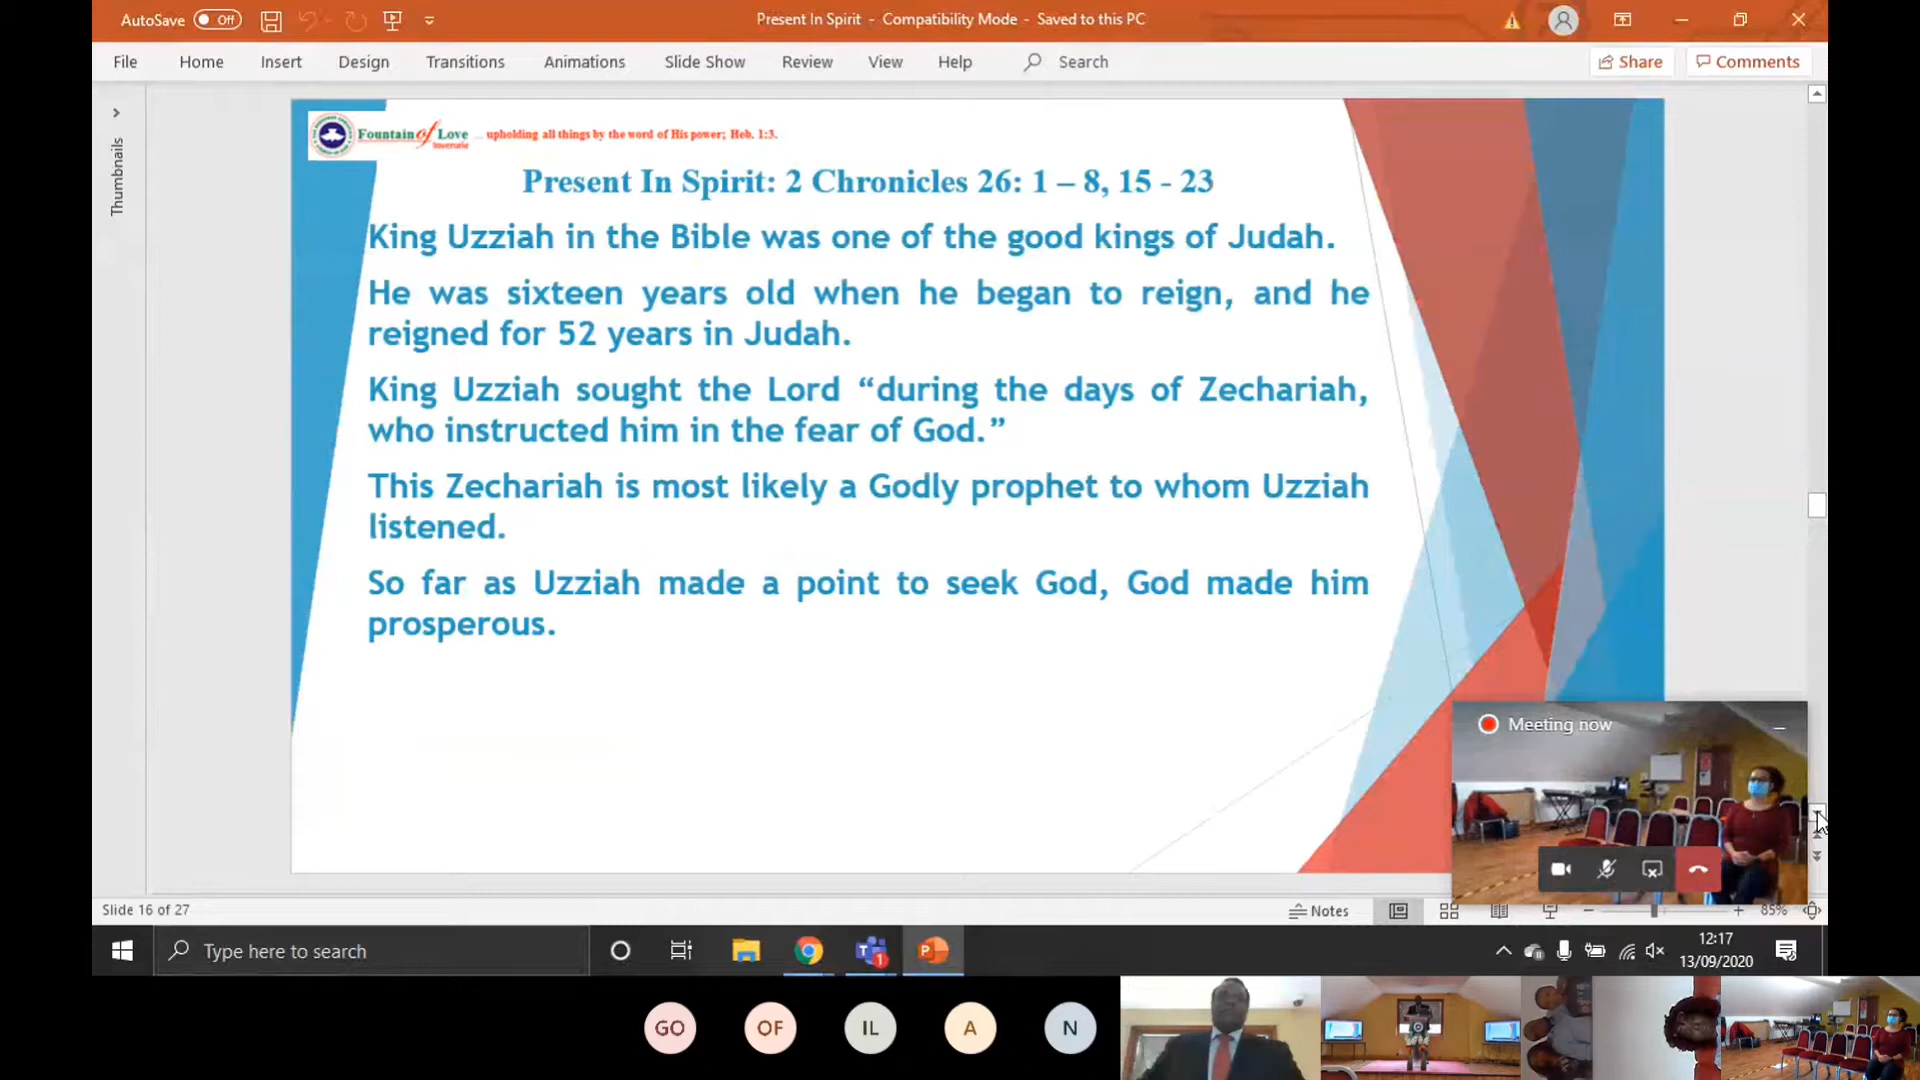 AutoSave Off
Present In Spirit - Compatibility Mode - Saved to this PC
File Home Insert Design Transitions Animations Slide Show Review View Help Search Share Comments
Thumbnails
Fountain of Love
Inverurie
... upholding all things by the word of His power; Heb. 1:3.
Present In Spirit: 2 Chronicles 26: 1 – 8, 15 - 23
King Uzziah in the Bible was one of the good kings of Judah.
He was sixteen years old when he began to reign, and he
reigned for 52 years in Judah.
King Uzziah sought the Lord “during the days of Zechariah,
who instructed him in the fear of God.”
This Zechariah is most likely a Godly prophet to whom Uzziah
listened.
So far as Uzziah made a point to seek God, God made him
prosperous.
Meeting now
Slide 16 of 27
Notes
85%
Type here to search
1
12:17
13/09/2020
GO OF IL A N